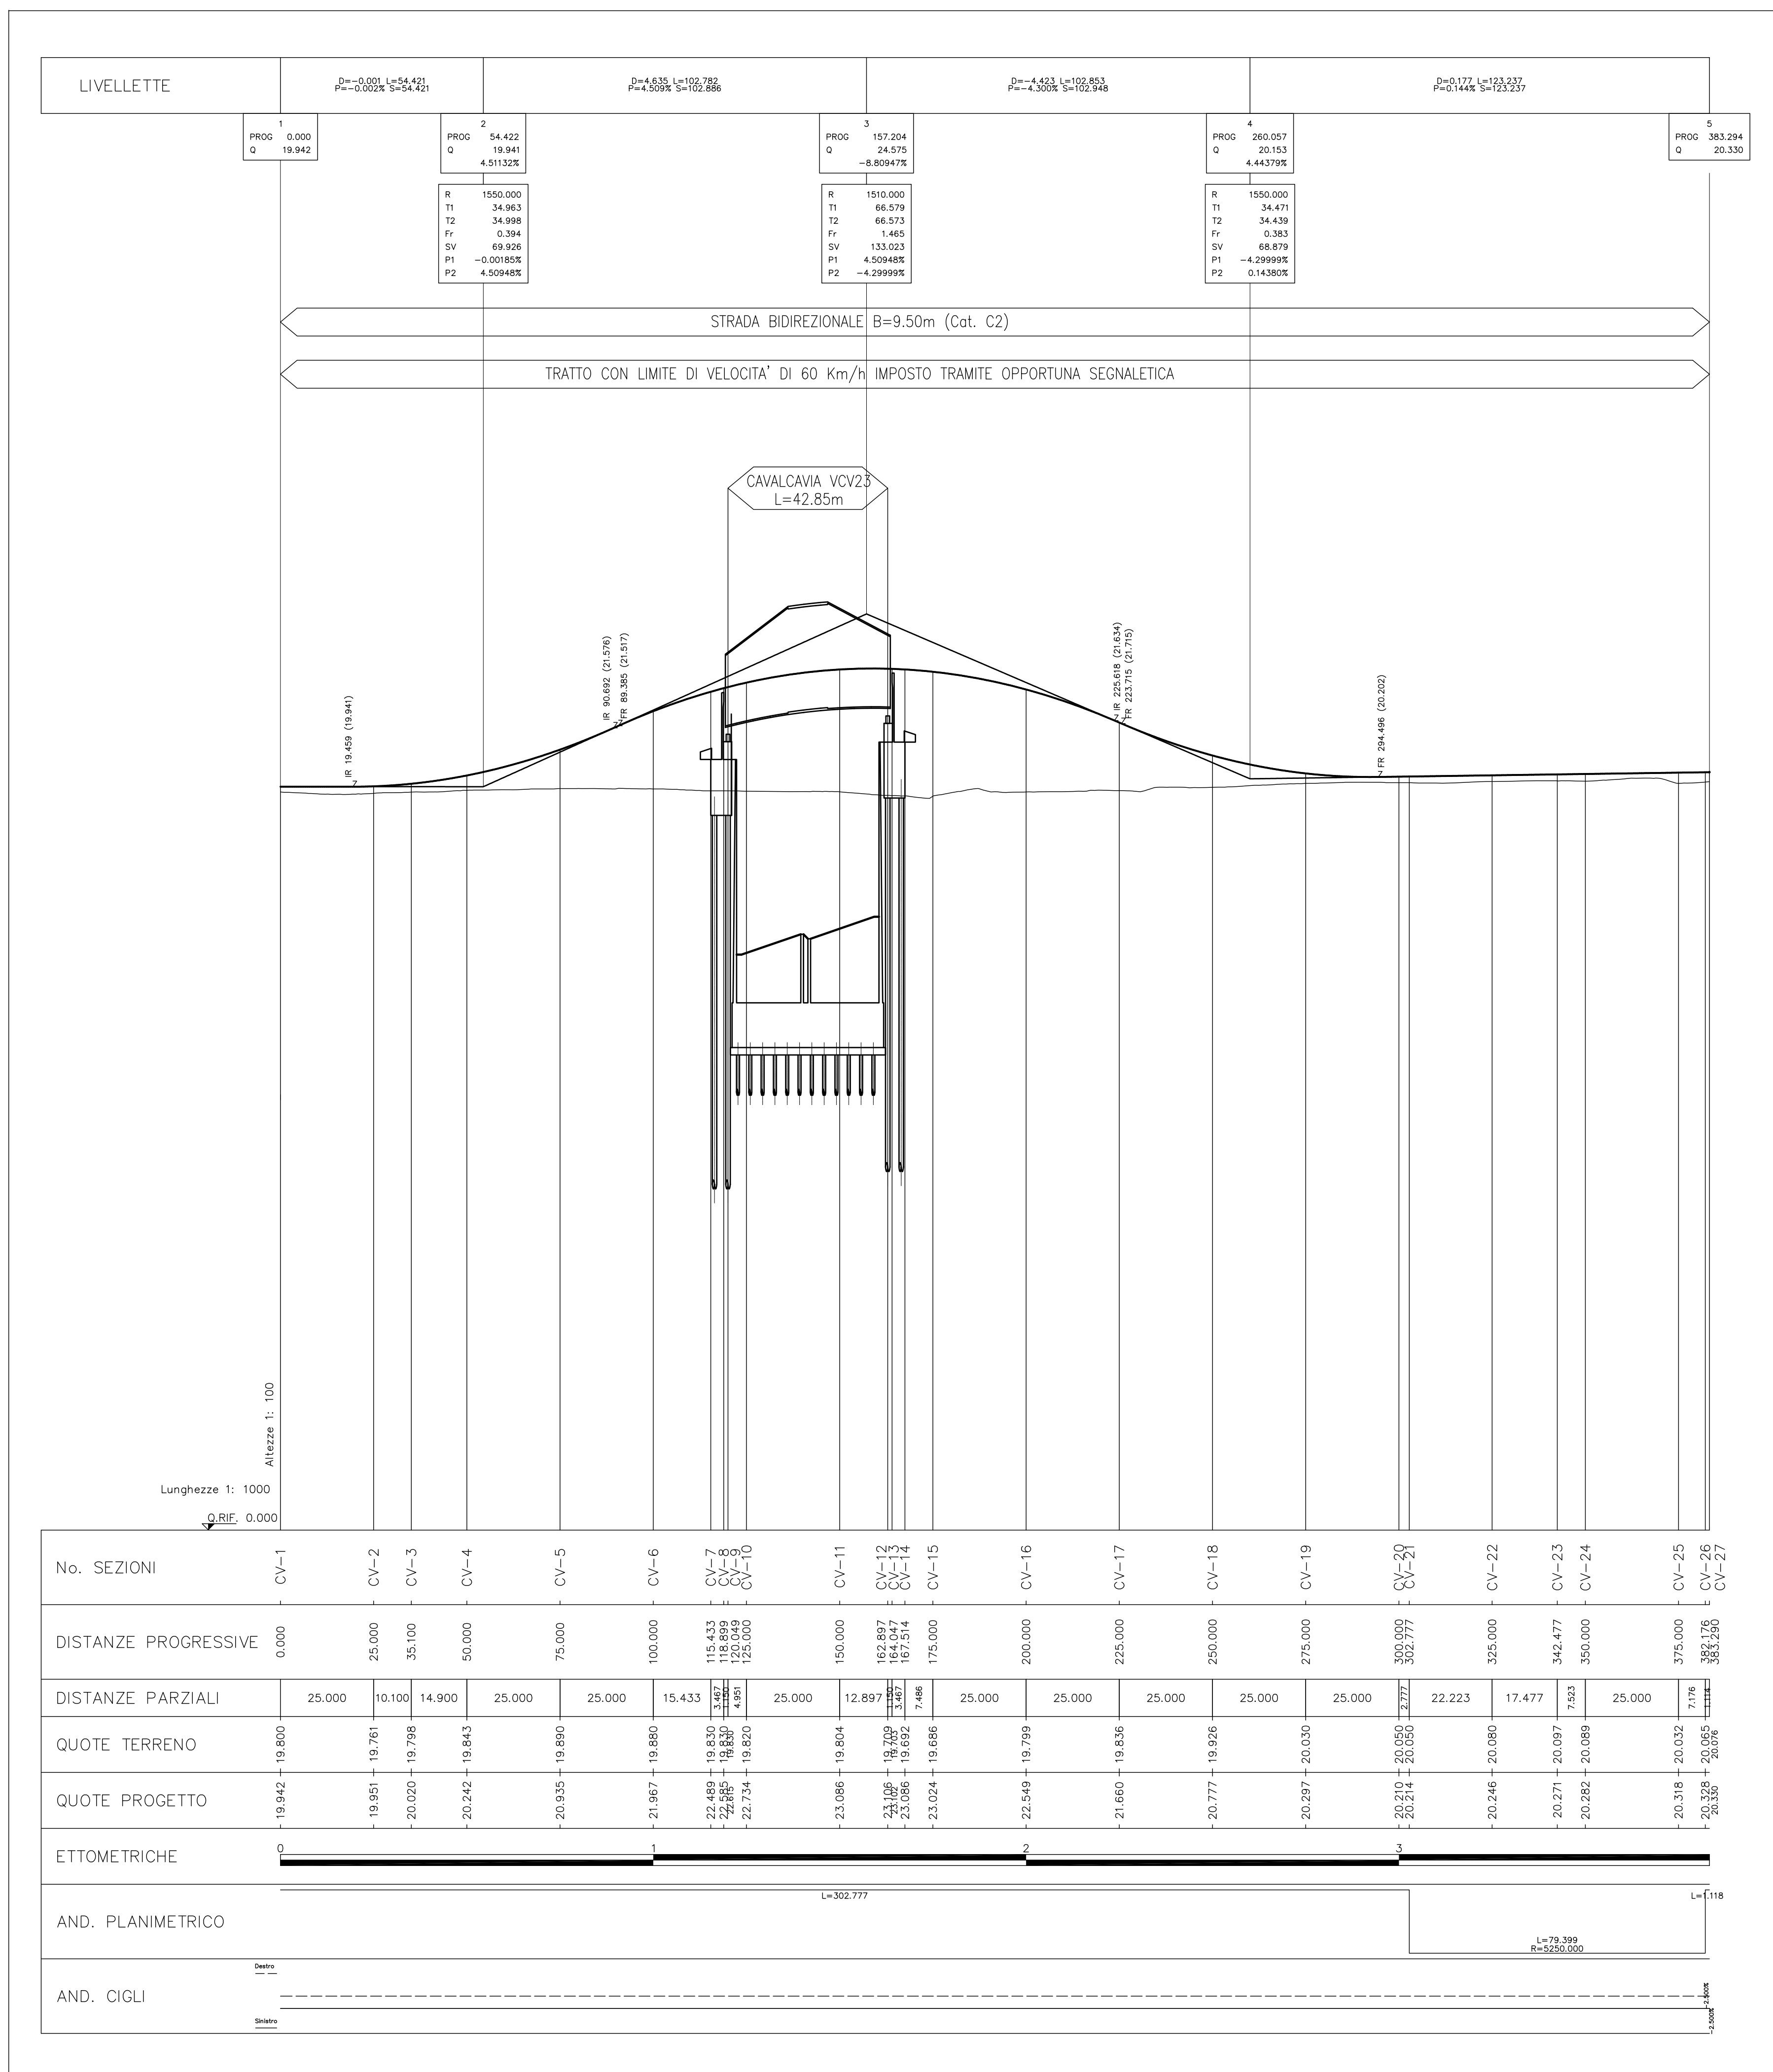 LIVELLETTE
D=-0.001 L=54.421
P=-0.002% S=54.421
D=4.635 L=102.782
P=4.509% S=102.886
D=-4.423 L=102.853
P=-4.300% S=102.948
D=0.177 L=123.237
P=0.144% S=123.237
1
PROG 0.000
Q 19.942
2
PROG 54.422
Q 19.941
4.51132%
3
PROG 157.204
Q 24.575
-8.80947%
4
PROG 260.057
Q 20.153
4.44379%
5
PROG 383.294
Q 20.330
R 1550.000
T1 34.963
T2 34.998
Fr 0.394
SV 69.926
P1 -0.00185%
P2 4.50948%
R 1510.000
T1 66.579
T2 66.573
Fr 1.465
SV 133.023
P1 4.50948%
P2 -4.29999%
R 1550.000
T1 34.471
T2 34.439
Fr 0.383
SV 68.879
P1 -4.29999%
P2 0.14380%
STRADA BIDIREZIONALE B=9.50m (Cat. C2)
TRATTO CON LIMITE DI VELOCITA' DI 60 Km/h IMPOSTO TRAMITE OPPORTUNA SEGNALETICA
CAVALCAVIA VCV23
L=42.85m
IR 19.459 (19.941)
IR 90.692 (21.576)
FR 89.385 (21.517)
IR 225.618 (21.634)
FR 223.715 (21.715)
FR 294.496 (20.202)
Altezze 1: 100
Lunghezze 1: 1000
Q.RIF. 0.000
No. SEZIONI
CV-1
CV-2
CV-3
CV-4
CV-5
CV-6
CV-7
CV-8
CV-9
CV-10
CV-11
CV-12
CV-13
CV-14
CV-15
CV-16
CV-17
CV-18
CV-19
CV-20
CV-21
CV-22
CV-23
CV-24
CV-25
CV-26
CV-27
DISTANZE PROGRESSIVE
0.000
25.000
35.100
50.000
75.000
100.000
115.433
118.899
120.049
125.000
150.000
162.897
164.047
167.514
175.000
200.000
225.000
250.000
275.000
300.000
302.777
325.000
342.477
350.000
375.000
382.176
383.290
DISTANZE PARZIALI
25.000
10.100
14.900
25.000
25.000
15.433
3.467
1.150
4.951
25.000
12.897
1.150
3.467
7.486
25.000
25.000
25.000
25.000
25.000
2.777
22.223
17.477
7.523
25.000
7.176
1.114
QUOTE TERRENO
19.800
19.761
19.798
19.843
19.890
19.880
19.830
19.830
19.830
19.820
19.804
19.709
19.703
19.692
19.686
19.799
19.836
19.926
20.030
20.050
20.050
20.080
20.097
20.089
20.032
20.065
20.076
QUOTE PROGETTO
19.942
19.951
20.020
20.242
20.935
21.967
22.489
22.585
22.615
22.734
23.086
23.106
23.102
23.086
23.024
22.549
21.660
20.777
20.297
20.210
20.214
20.246
20.271
20.282
20.318
20.328
20.330
ETTOMETRICHE
0
1
2
3
AND. PLANIMETRICO
L=302.777
L=79.399
R=5250.000
L=1.118
AND. CIGLI
Destro
Sinistro
-2.500%
-2.500%